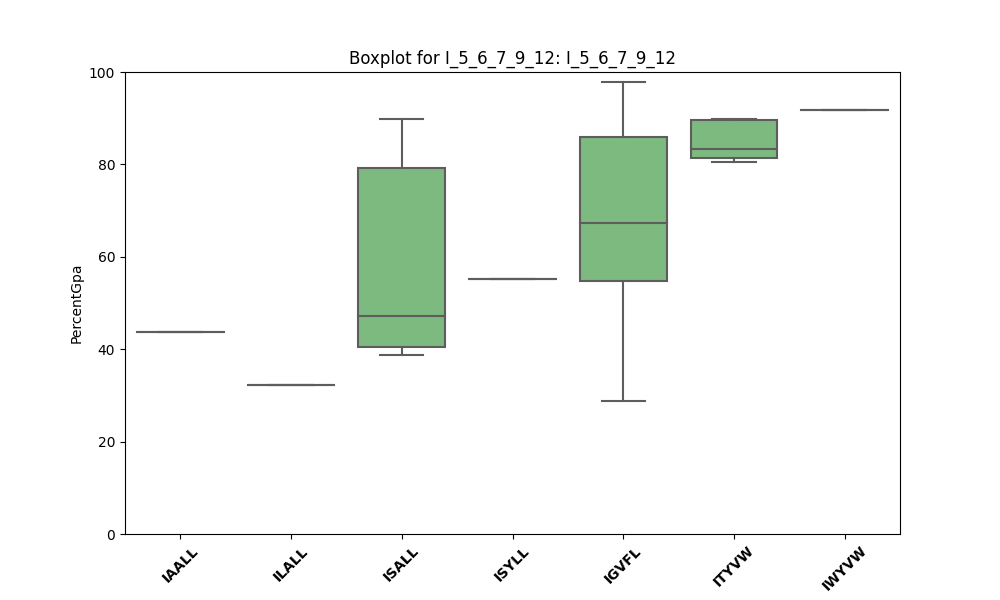 Boxplot for I_5_6_7_9_12: I_5_6_7_9_12
PercentGpa
100
80
60
40
20
0
IAALL
ILALL
ISALL
ISYLL
IGVFL
ITYVW
IWYVW